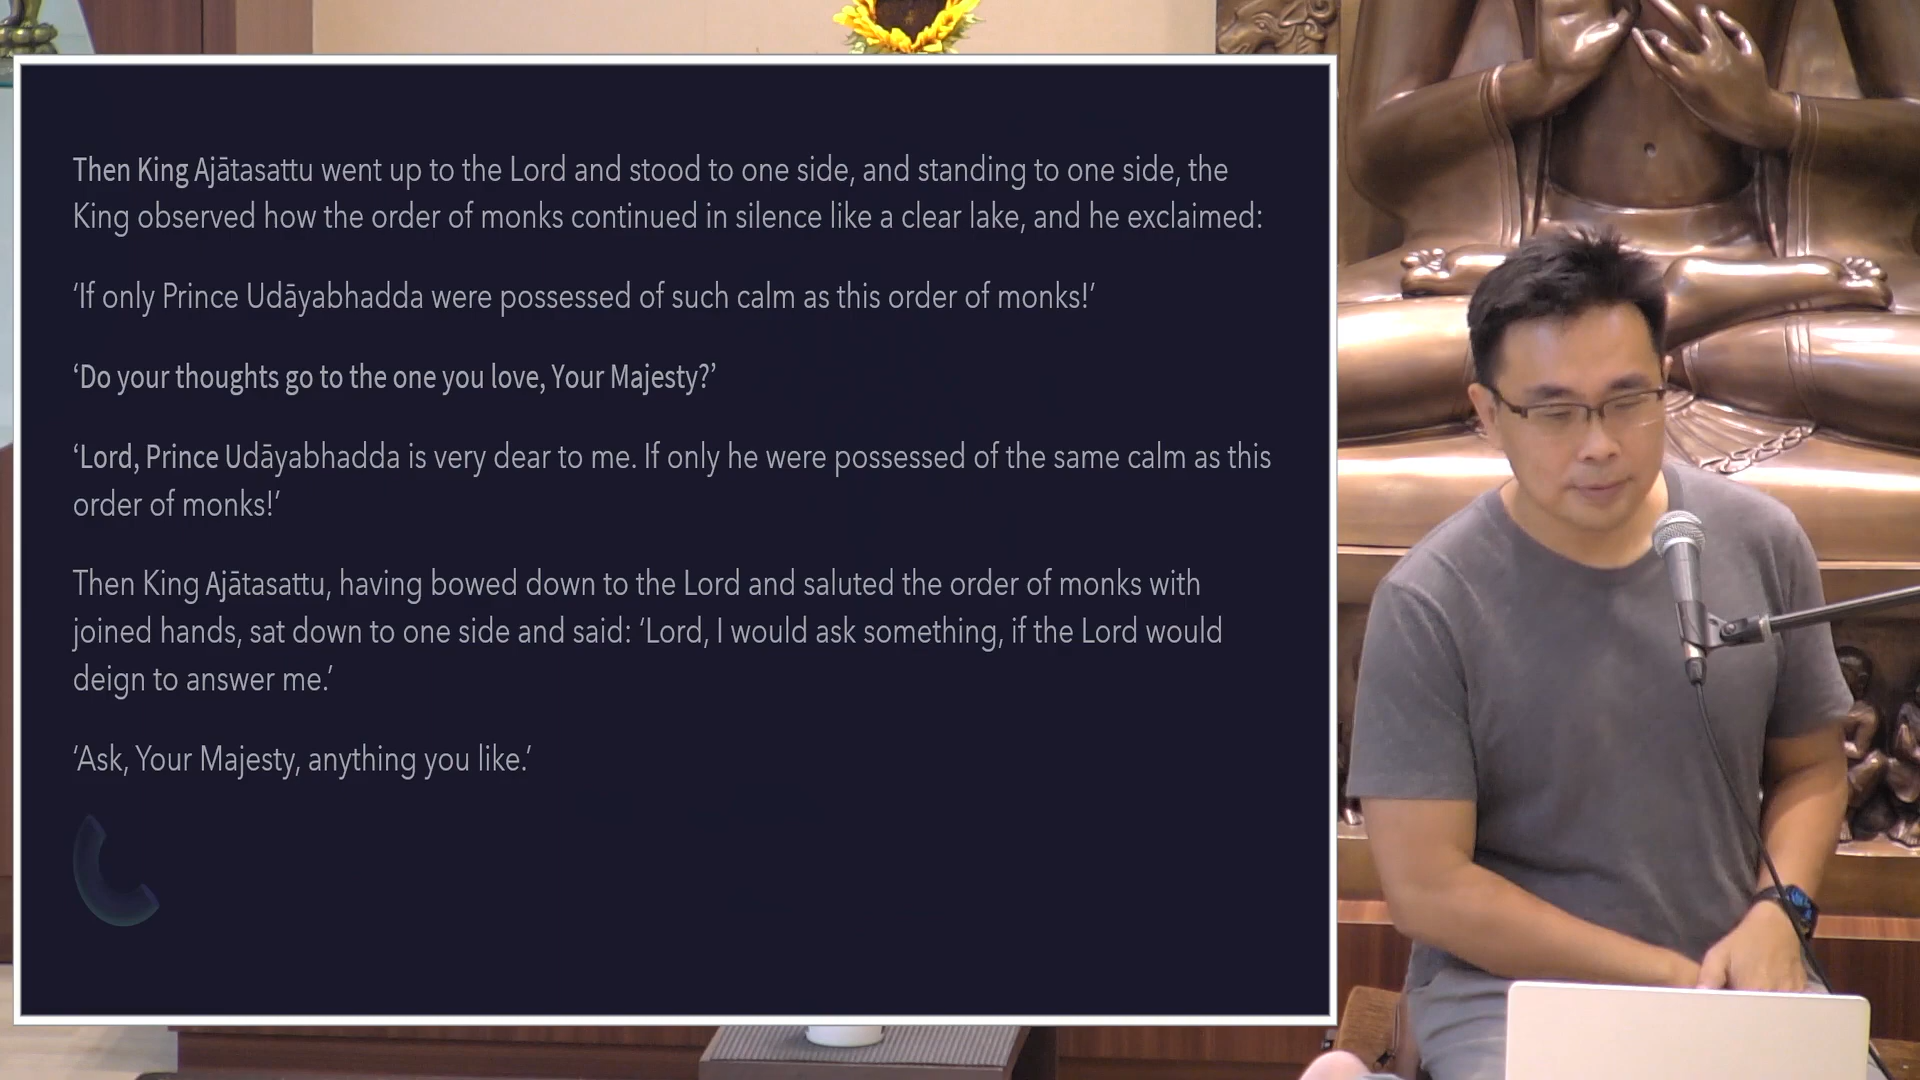 Then King Ajātasattu went up to the Lord and stood to one side, and standing to one side, the
King observed how the order of monks continued in silence like a clear lake, and he exclaimed:
‘If only Prince Udāyabhadda were possessed of such calm as this order of monks!’
‘Do your thoughts go to the one you love, Your Majesty?’
‘Lord, Prince Udāyabhadda is very dear to me. If only he were possessed of the same calm as this
order of monks!’
Then King Ajātasattu, having bowed down to the Lord and saluted the order of monks with
joined hands, sat down to one side and said: ‘Lord, I would ask something, if the Lord would
deign to answer me.’
‘Ask, Your Majesty, anything you like.’